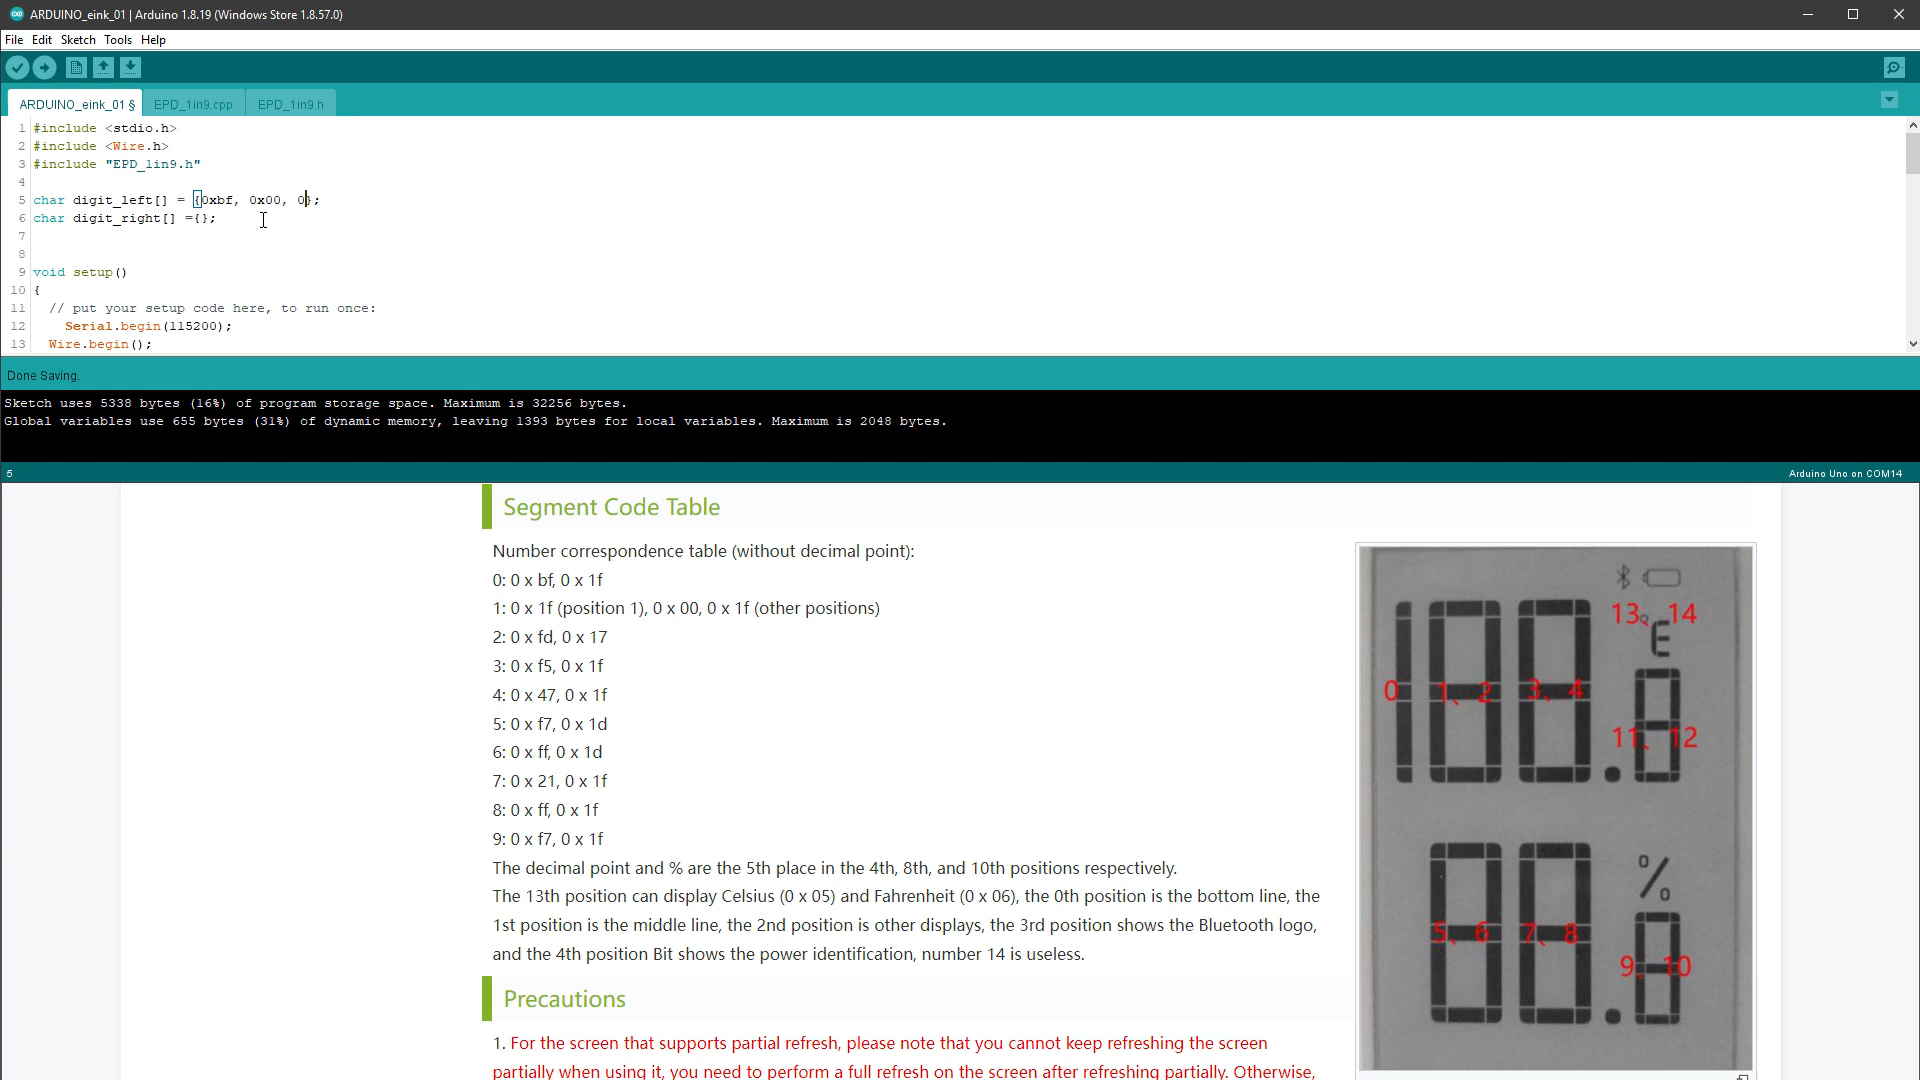 ARDUINO_eink_01 | Arduino 1.8.19 (Windows Store 1.8.57.0)
File Edit Sketch Tools Help
ARDUINO_eink_01 § EPD_1in9.cpp EPD_1in9.h
1 #include <stdio.h>
2 #include <Wire.h>
3 #include "EPD_1in9.h"
4
5 char digit_left[] = {0xbf, 0x00, 0};
6 char digit_right[] ={};
7
8
9 void setup()
10 {
11 // put your setup code here, to run once:
12 Serial.begin(115200);
13 Wire.begin();
Done Saving.
Sketch uses 5338 bytes (16%) of program storage space. Maximum is 32256 bytes.
Global variables use 655 bytes (31%) of dynamic memory, leaving 1393 bytes for local variables. Maximum is 2048 bytes.
5 Arduino Uno on COM14
Segment Code Table
Number correspondence table (without decimal point):
0: 0 x bf, 0 x 1f
1: 0 x 1f (position 1), 0 x 00, 0 x 1f (other positions)
2: 0 x fd, 0 x 17
3: 0 x f5, 0 x 1f
4: 0 x 47, 0 x 1f
5: 0 x f7, 0 x 1d
6: 0 x ff, 0 x 1d
7: 0 x 21, 0 x 1f
8: 0 x ff, 0 x 1f
9: 0 x f7, 0 x 1f
The decimal point and % are the 5th place in the 4th, 8th, and 10th positions respectively.
The 13th position can display Celsius (0 x 05) and Fahrenheit (0 x 06), the 0th position is the bottom line, the
1st position is the middle line, the 2nd position is other displays, the 3rd position shows the Bluetooth logo,
and the 4th position Bit shows the power identification, number 14 is useless.
13、14
0 1、2 3、4
11、12
%
5、6 7、8
9、10
Precautions
1. For the screen that supports partial refresh, please note that you cannot keep refreshing the screen
partially when using it, you need to perform a full refresh on the screen after refreshing partially. Otherwise,